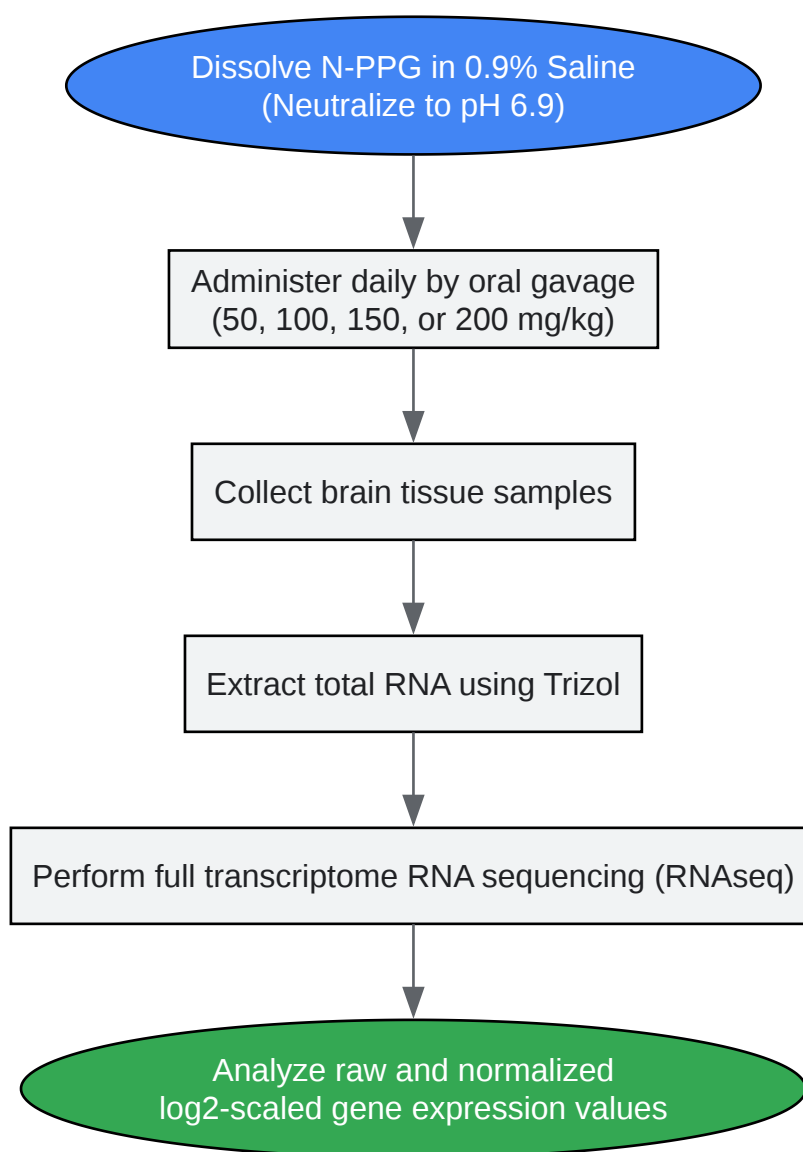 Dissolve N-PPG in 0.9% Saline
(Neutralize to pH 6.9)
Administer daily by oral gavage
(50, 100, 150, or 200 mg/kg)
Collect brain tissue samples
Extract total RNA using Trizol
Perform full transcriptome RNA sequencing (RNAseq)
Analyze raw and normalized
log2-scaled gene expression values